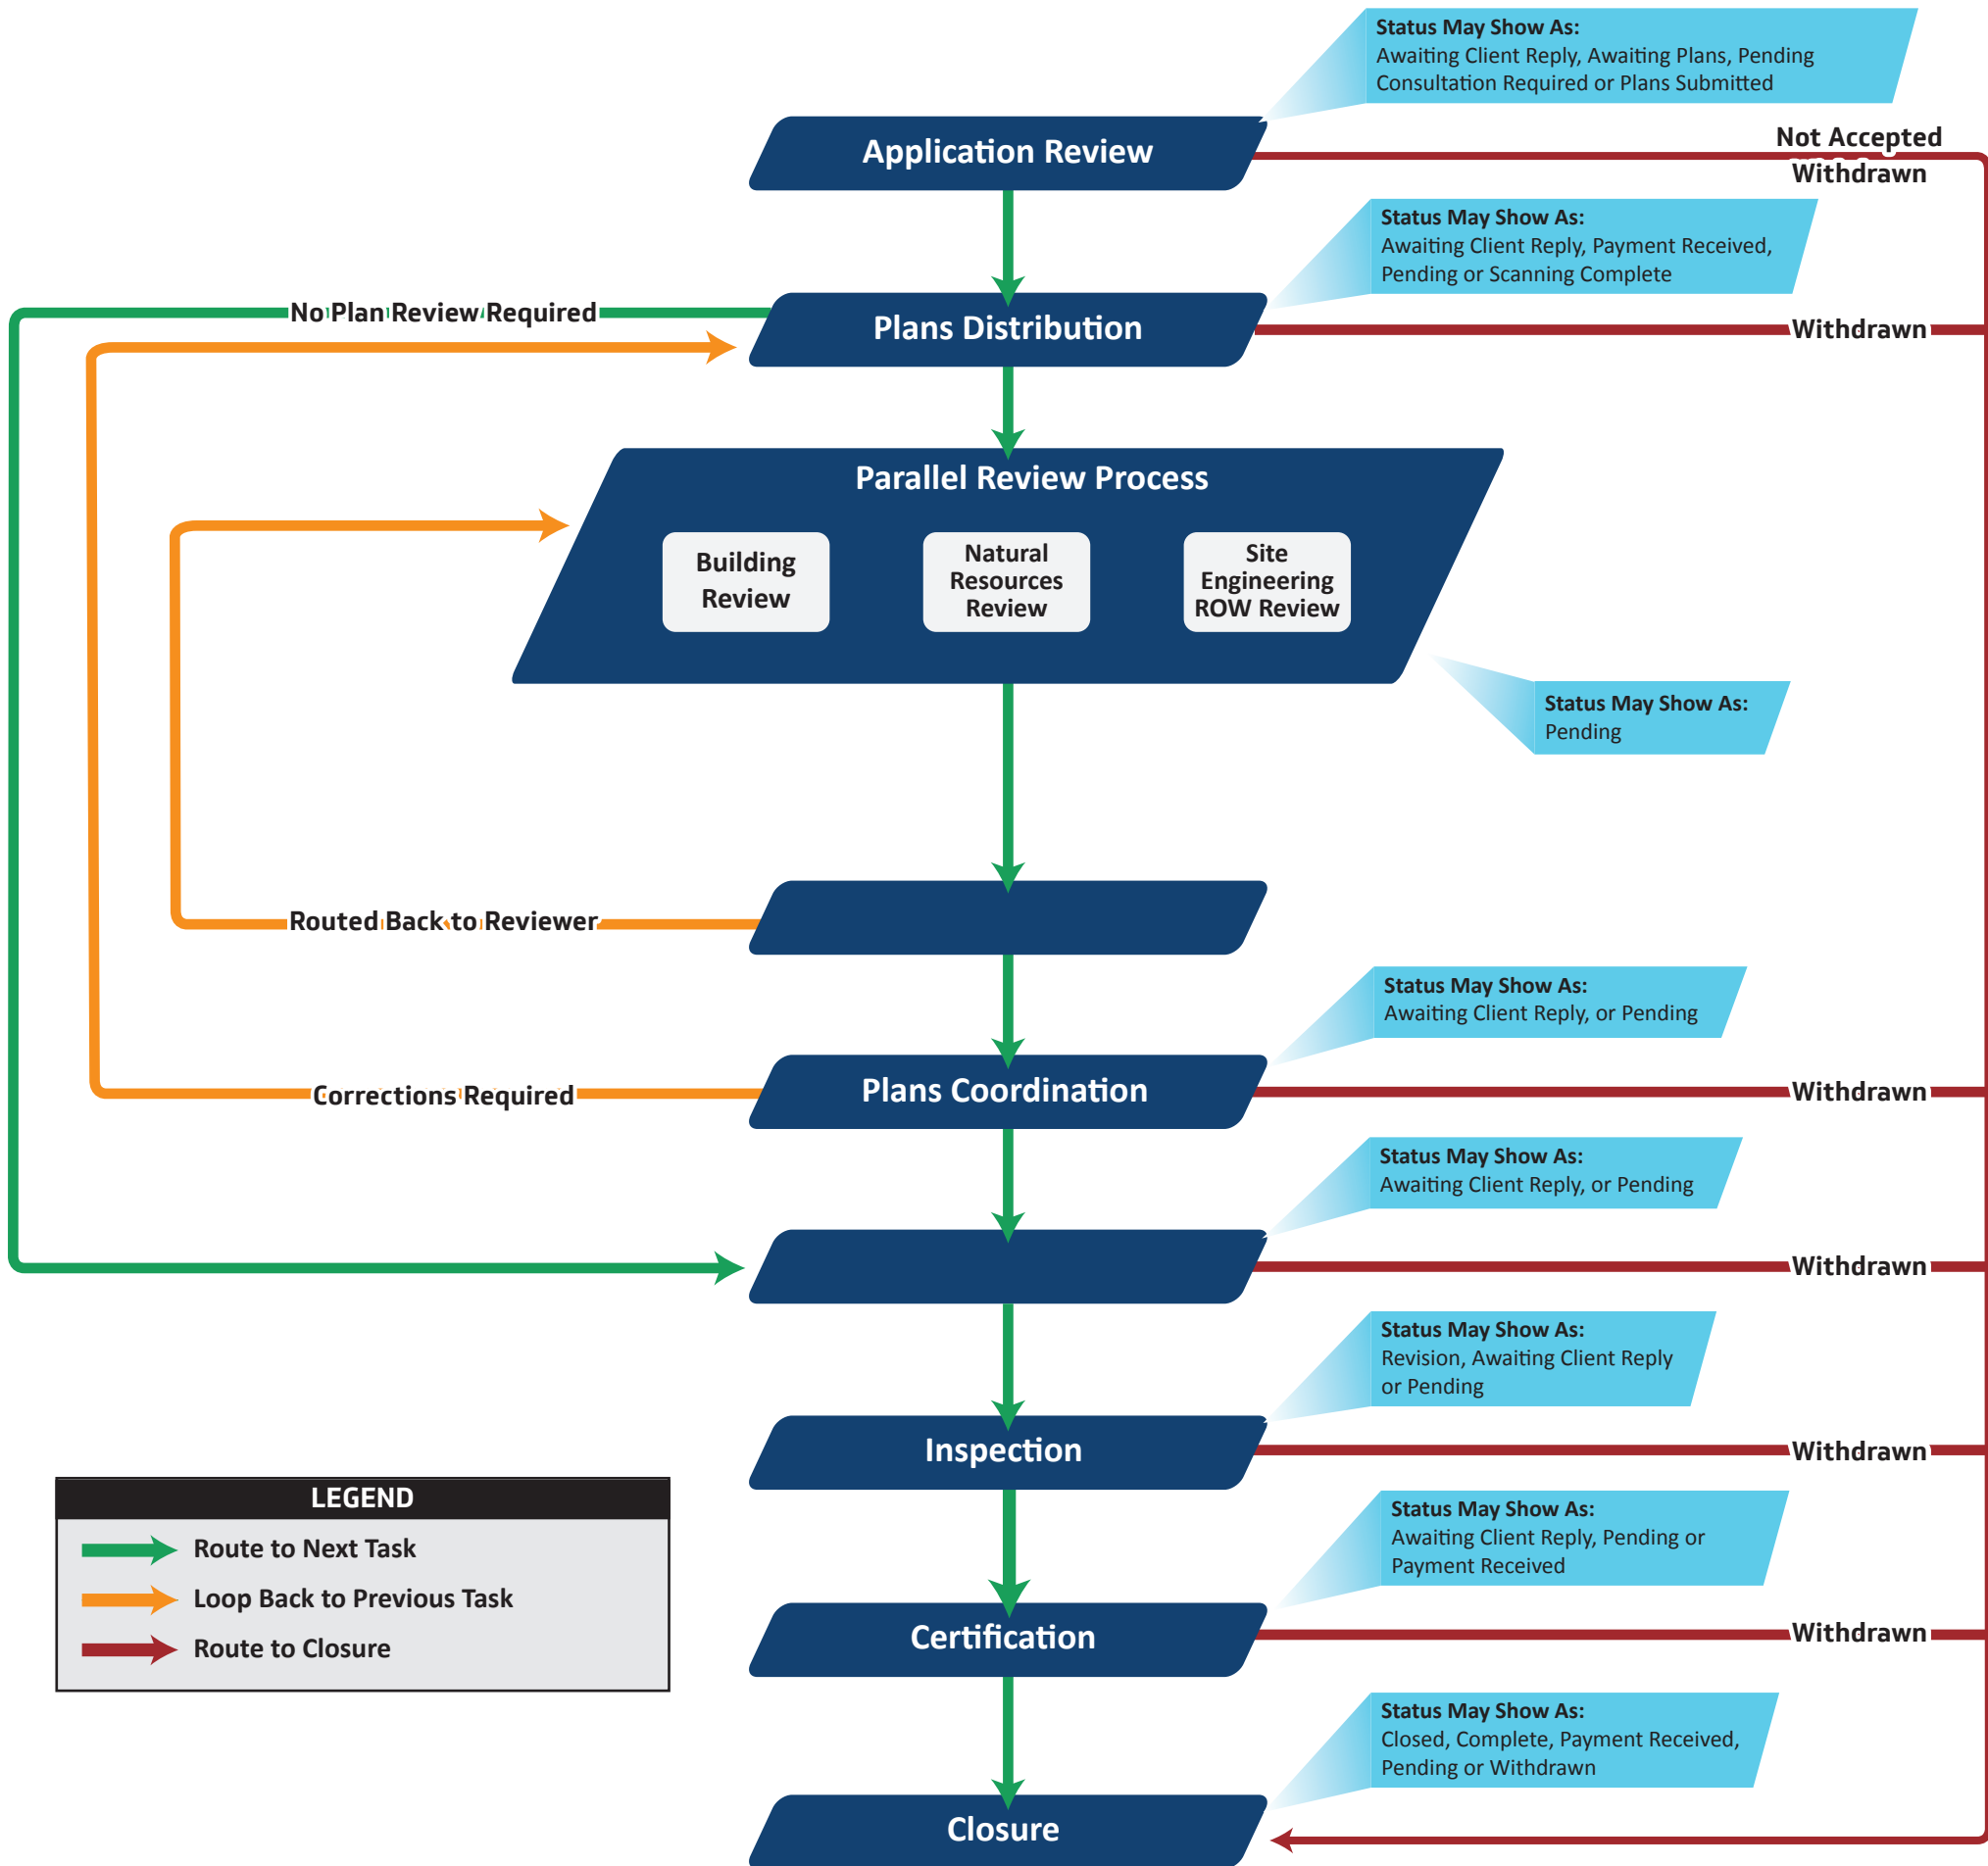 Status May Show As:
Awaiting Client Reply, Awaiting Plans, Pending
Consultation Required or Plans Submitted
Application Review
Not Accepted
Withdrawn
Status May Show As:
Awaiting Client Reply, Payment Received,
Pending or Scanning Complete
No Plan Review Required
Plans Distribution
Withdrawn
Parallel Review Process
Building
Review
Natural
Resources
Review
Site
Engineering
ROW Review
Status May Show As:
Pending
Routed Back to Reviewer
Status May Show As:
Awaiting Client Reply, or Pending
Corrections Required
Plans Coordination
Withdrawn
Status May Show As:
Awaiting Client Reply, or Pending
Withdrawn
Status May Show As:
Revision, Awaiting Client Reply
or Pending
Inspection
Withdrawn
LEGEND
Route to Next Task
Loop Back to Previous Task
Route to Closure
Status May Show As:
Awaiting Client Reply, Pending or
Payment Received
Certification
Withdrawn
Status May Show As:
Closed, Complete, Payment Received,
Pending or Withdrawn
Closure